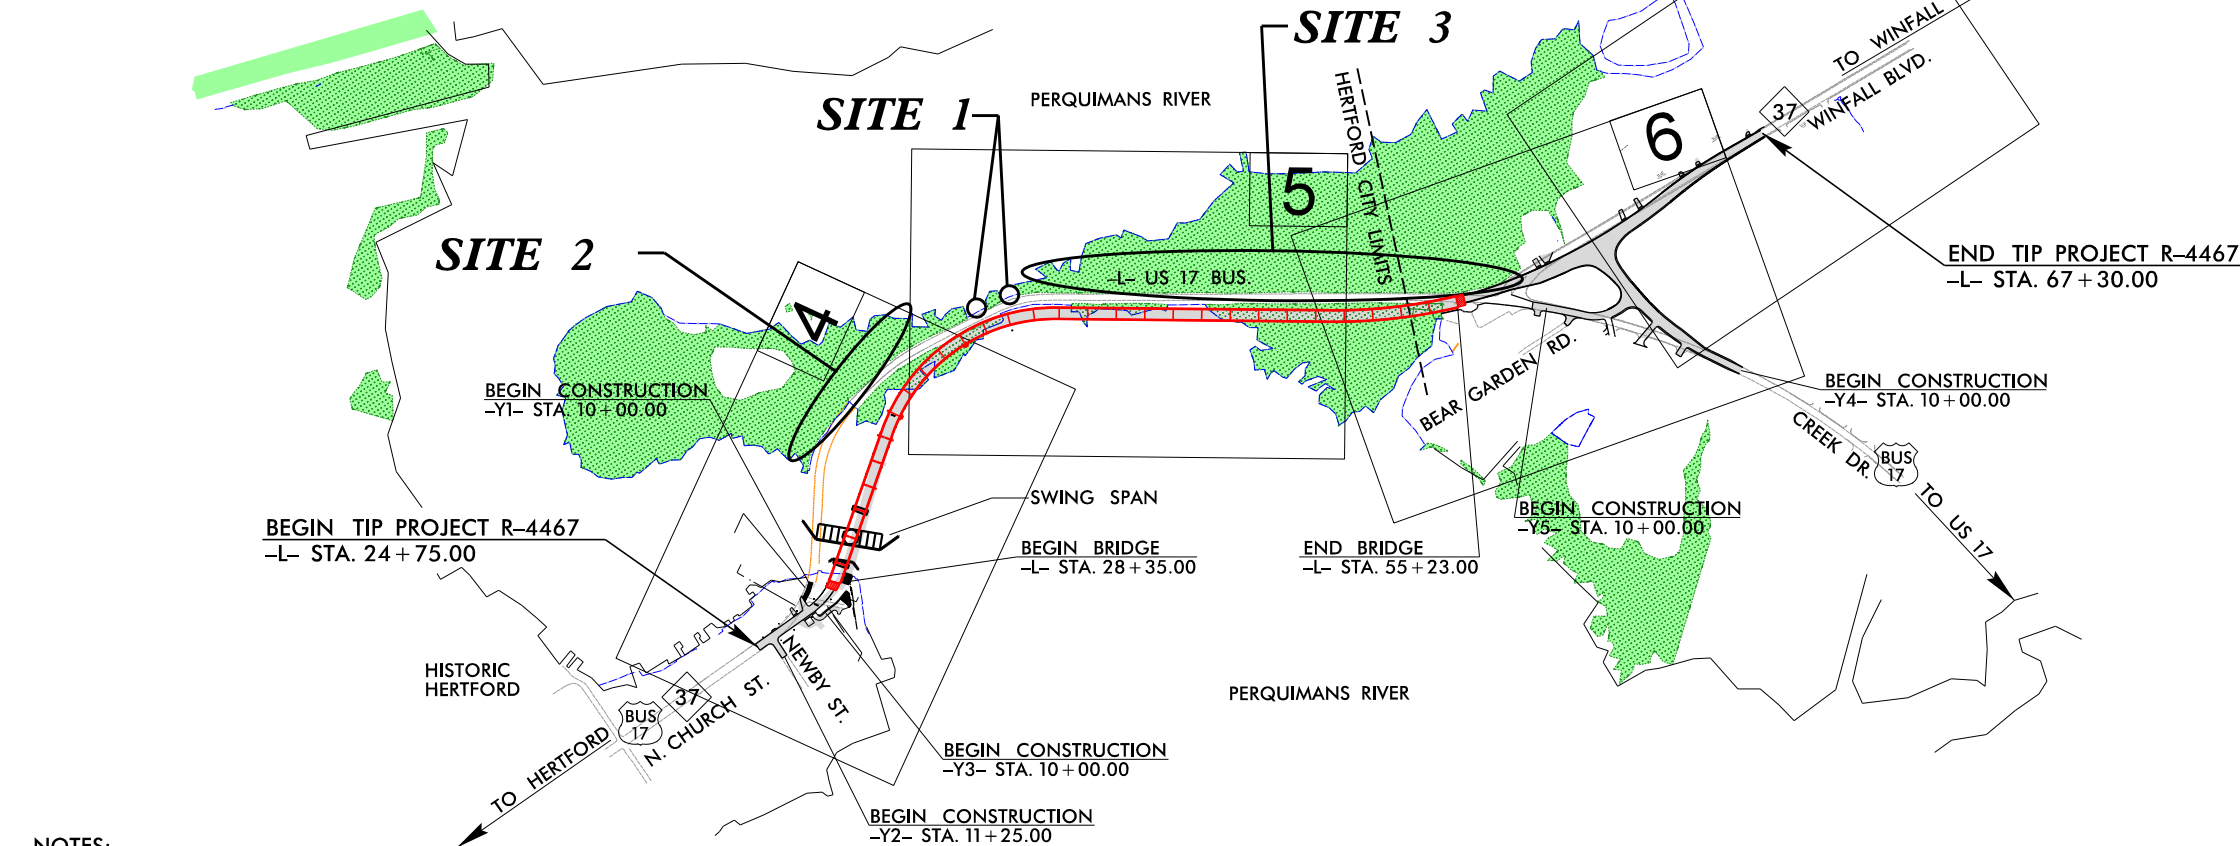 SITE 3
TO WINFALL
WINFALL BLVD.
37
PERQUIMANS RIVER
SITE 1
HERTFORD CITY LIMITS
6
5
SITE 2
-L- US 17 BUS.
END TIP PROJECT R-4467
-L- STA. 67+30.00
4
BEGIN CONSTRUCTION
-Y1- STA. 10+00.00
BEAR GARDEN RD.
BEGIN CONSTRUCTION
-Y4- STA. 10+00.00
CREEK DR.
BUS
17
TO US 17
SWING SPAN
BEGIN CONSTRUCTION
-Y5- STA. 10+00.00
BEGIN TIP PROJECT R-4467
-L- STA. 24+75.00
BEGIN BRIDGE
-L- STA. 28+35.00
END BRIDGE
-L- STA. 55+23.00
HISTORIC
HERTFORD
NEWBY ST.
37
BUS
17
N. CHURCH ST.
TO HERTFORD
PERQUIMANS RIVER
BEGIN CONSTRUCTION
-Y3- STA. 10+00.00
BEGIN CONSTRUCTION
-Y2- STA. 11+25.00
NOTES: